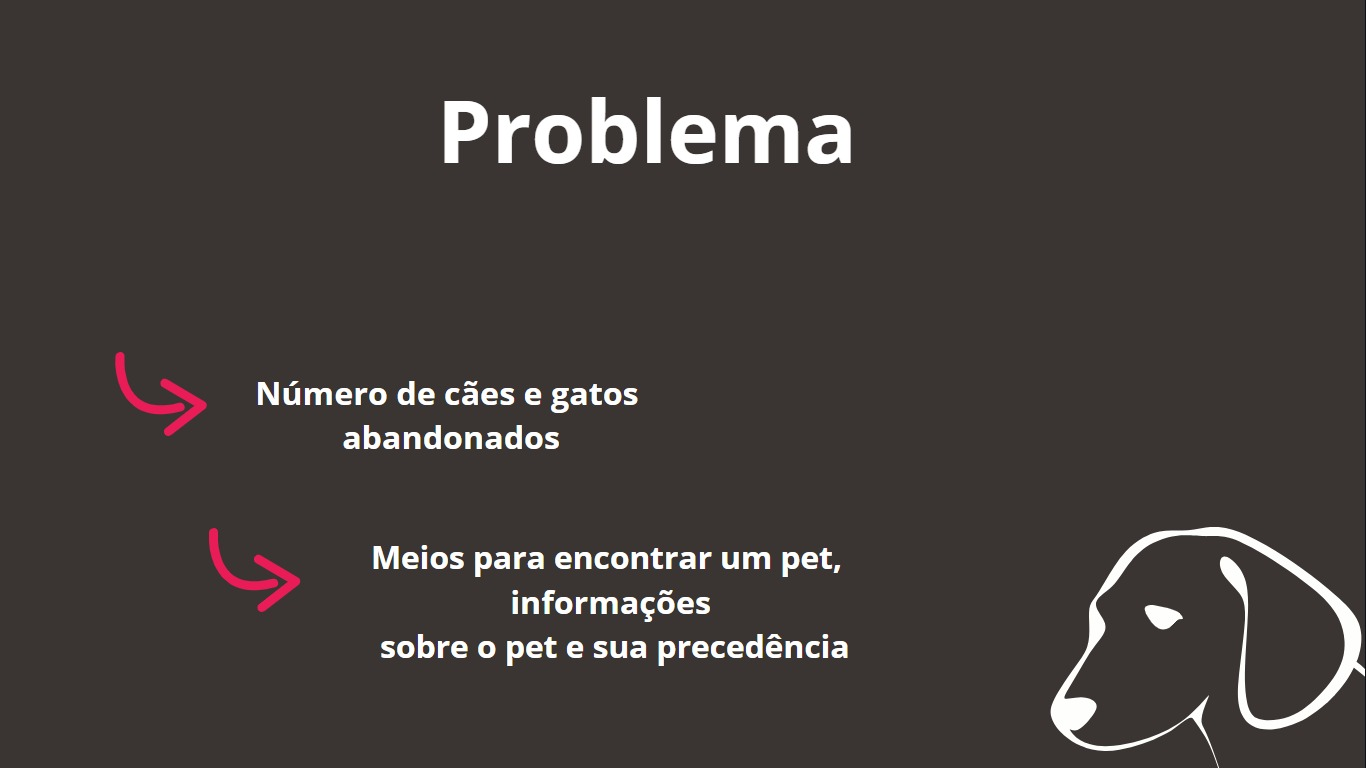 Problema
Número de cães e gatos
abandonados
Meios para encontrar um pet,
informações
sobre o pet e sua precedência